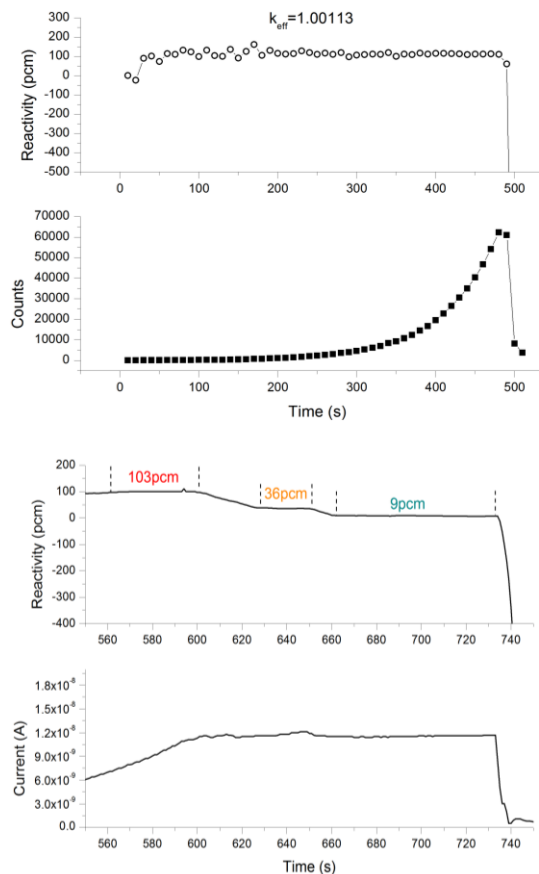 k_eff=1.00113
Reactivity (pcm)
300
200
100
0
-100
-200
-300
-400
-500
0 100 200 300 400 500
Counts
70000
60000
50000
40000
30000
20000
10000
0
0 100 200 300 400 500
Time (s)
Reactivity (pcm)
200
100
0
-100
-200
-300
-400
103pcm
36pcm
9pcm
560 580 600 620 640 660 680 700 720 740
Current (A)
1.8x10⁻⁸
1.5x10⁻⁸
1.2x10⁻⁸
9.0x10⁻⁹
6.0x10⁻⁹
3.0x10⁻⁹
0.0
560 580 600 620 640 660 680 700 720 740
Time (s)